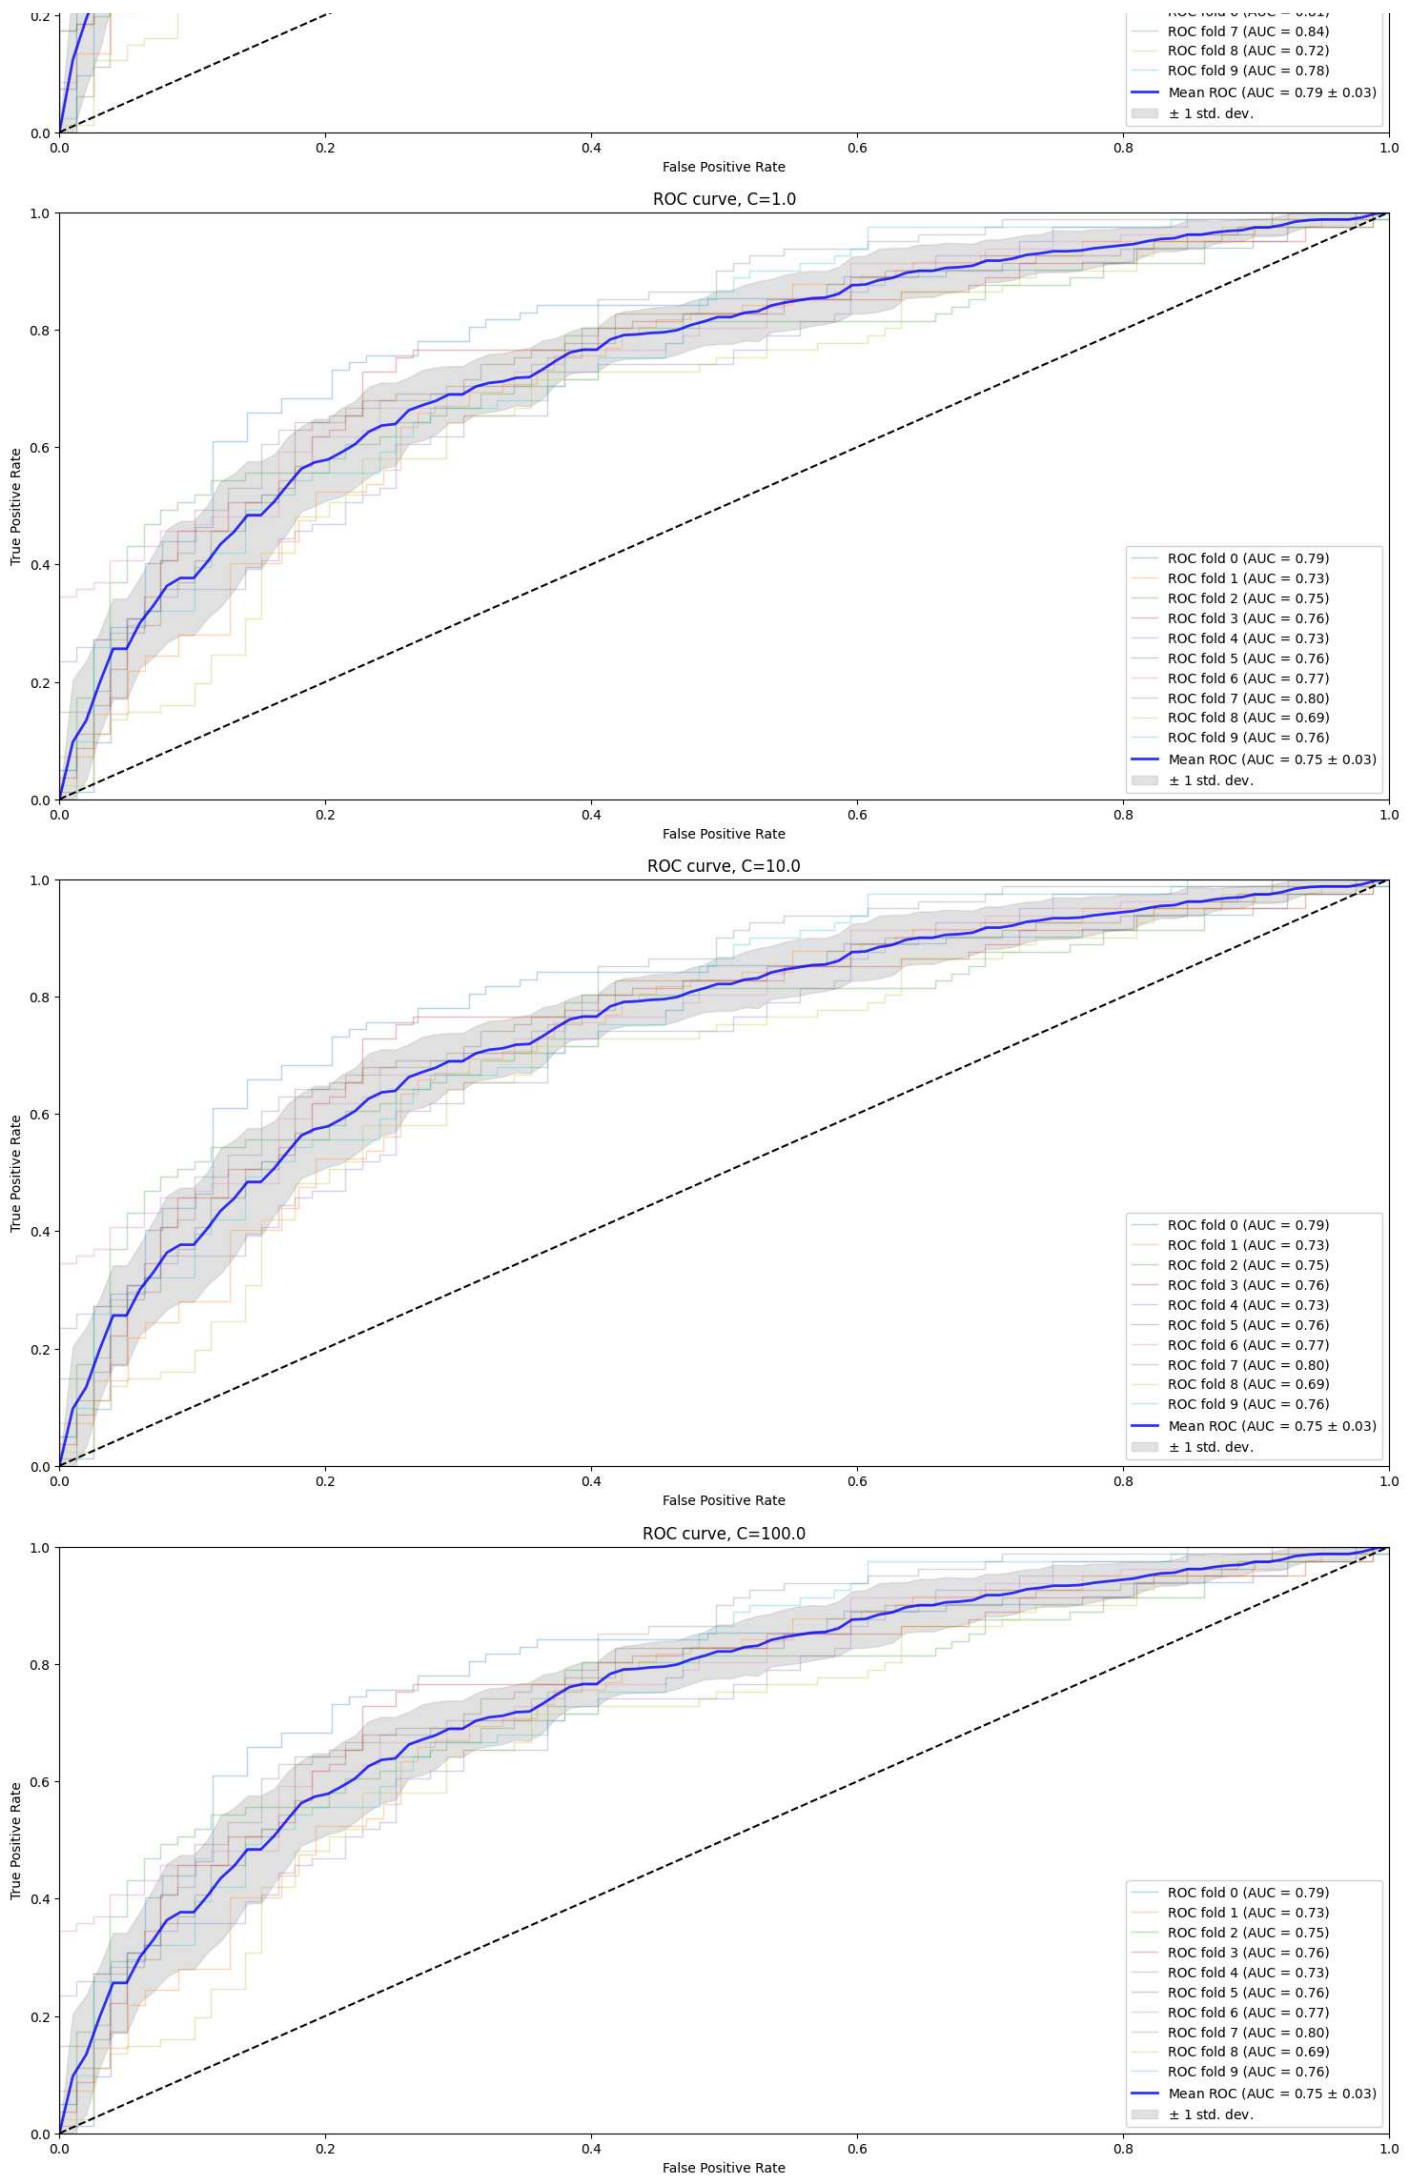 0.2
ROC fold 6 (AUC = 0.81)
ROC fold 7 (AUC = 0.84)
ROC fold 8 (AUC = 0.72)
ROC fold 9 (AUC = 0.78)
Mean ROC (AUC = 0.79 ± 0.03)
± 1 std. dev.
0.0
0.0 0.2 0.4 0.6 0.8 1.0
False Positive Rate
ROC curve, C=1.0
1.0
0.8
0.6
0.4
0.2
0.0
True Positive Rate
ROC fold 0 (AUC = 0.79)
ROC fold 1 (AUC = 0.73)
ROC fold 2 (AUC = 0.75)
ROC fold 3 (AUC = 0.76)
ROC fold 4 (AUC = 0.73)
ROC fold 5 (AUC = 0.76)
ROC fold 6 (AUC = 0.77)
ROC fold 7 (AUC = 0.80)
ROC fold 8 (AUC = 0.69)
ROC fold 9 (AUC = 0.76)
Mean ROC (AUC = 0.75 ± 0.03)
± 1 std. dev.
0.0 0.2 0.4 0.6 0.8 1.0
False Positive Rate
ROC curve, C=10.0
1.0
0.8
0.6
0.4
0.2
0.0
True Positive Rate
ROC fold 0 (AUC = 0.79)
ROC fold 1 (AUC = 0.73)
ROC fold 2 (AUC = 0.75)
ROC fold 3 (AUC = 0.76)
ROC fold 4 (AUC = 0.73)
ROC fold 5 (AUC = 0.76)
ROC fold 6 (AUC = 0.77)
ROC fold 7 (AUC = 0.80)
ROC fold 8 (AUC = 0.69)
ROC fold 9 (AUC = 0.76)
Mean ROC (AUC = 0.75 ± 0.03)
± 1 std. dev.
0.0 0.2 0.4 0.6 0.8 1.0
False Positive Rate
ROC curve, C=100.0
1.0
0.8
0.6
0.4
0.2
0.0
True Positive Rate
ROC fold 0 (AUC = 0.79)
ROC fold 1 (AUC = 0.73)
ROC fold 2 (AUC = 0.75)
ROC fold 3 (AUC = 0.76)
ROC fold 4 (AUC = 0.73)
ROC fold 5 (AUC = 0.76)
ROC fold 6 (AUC = 0.77)
ROC fold 7 (AUC = 0.80)
ROC fold 8 (AUC = 0.69)
ROC fold 9 (AUC = 0.76)
Mean ROC (AUC = 0.75 ± 0.03)
± 1 std. dev.
0.0 0.2 0.4 0.6 0.8 1.0
False Positive Rate